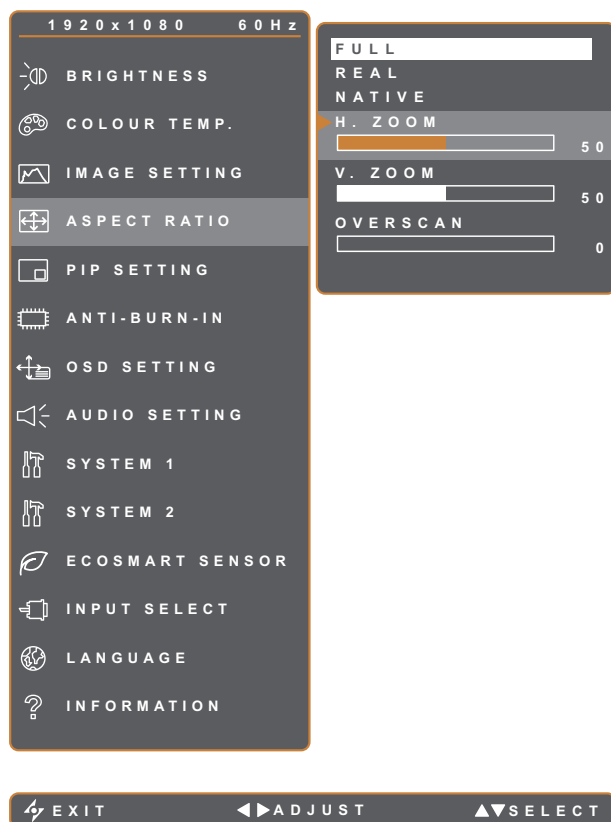 1920x1080 60Hz
BRIGHTNESS
COLOUR TEMP.
IMAGE SETTING
ASPECT RATIO
PIP SETTING
ANTI-BURN-IN
OSD SETTING
AUDIO SETTING
SYSTEM 1
SYSTEM 2
ECOSMART SENSOR
INPUT SELECT
LANGUAGE
INFORMATION
FULL
REAL
NATIVE
H. ZOOM
50
V. ZOOM
50
OVERSCAN
0
EXIT ADJUST SELECT